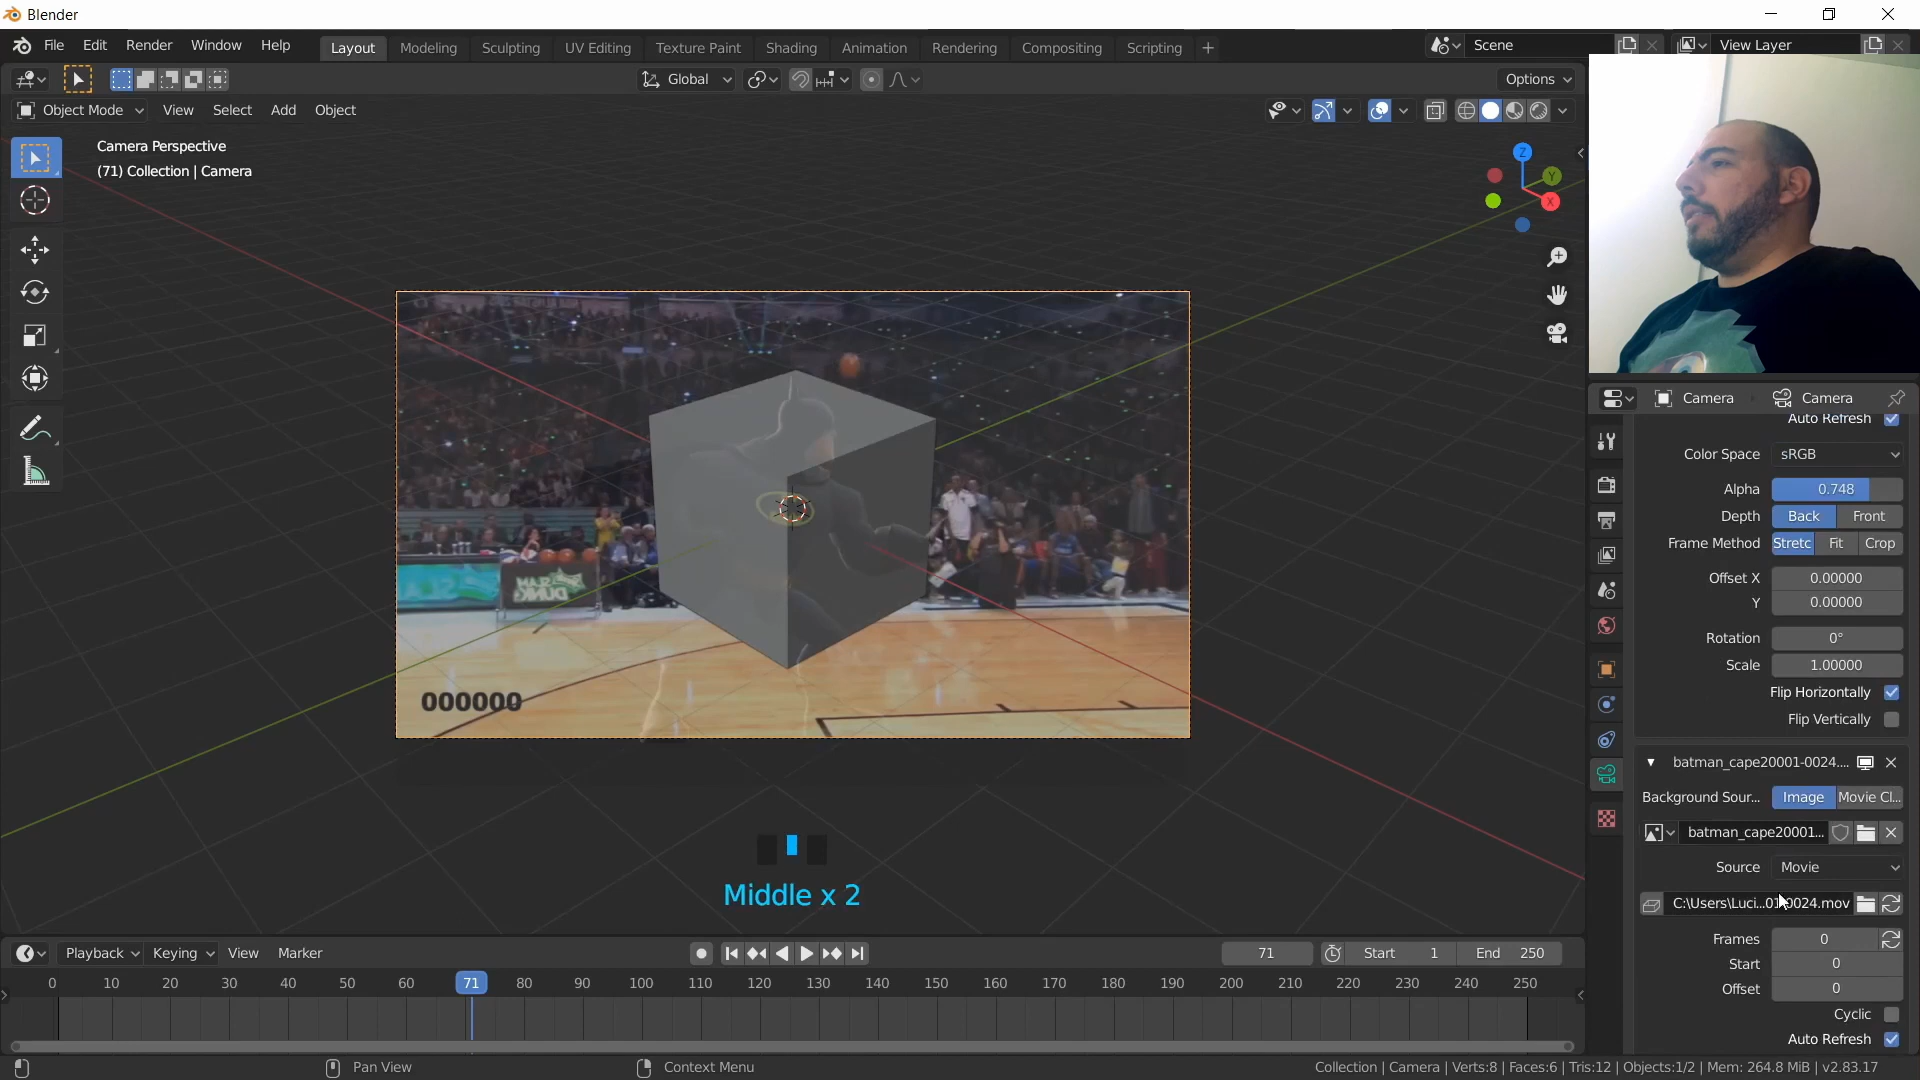 Blender
File Edit Render Window Help
Layout Modeling Sculpting UV Editing Texture Paint Shading Animation Rendering Compositing Scripting +
Scene View Layer
Global Options
Object Mode View Select Add Object
Camera Perspective
(71) Collection | Camera
Z
Y
X
SLAM
DUNK
000000
Middle x 2
Camera Camera
Auto Refresh
Color Space sRGB
Alpha 0.748
Depth Back Front
Frame Method Stretc Fit Crop
Offset X 0.00000
Y 0.00000
Rotation 0°
Scale 1.00000
Flip Horizontally
Flip Vertically
batman_cape20001-0024....
Background Sour... Image Movie Cl...
batman_cape20001...
Source Movie
C:\Users\Luci...01-0024.mov
Frames 0
Start 0
Offset 0
Cyclic
Auto Refresh
Playback Keying View Marker
71 Start 1 End 250
0 10 20 30 40 50 60 71 80 90 100 110 120 130 140 150 160 170 180 190 200 210 220 230 240 250
Pan View Context Menu
Collection | Camera | Verts:8 | Faces:6 | Tris:12 | Objects:1/2 | Mem: 264.8 MiB | v2.83.17